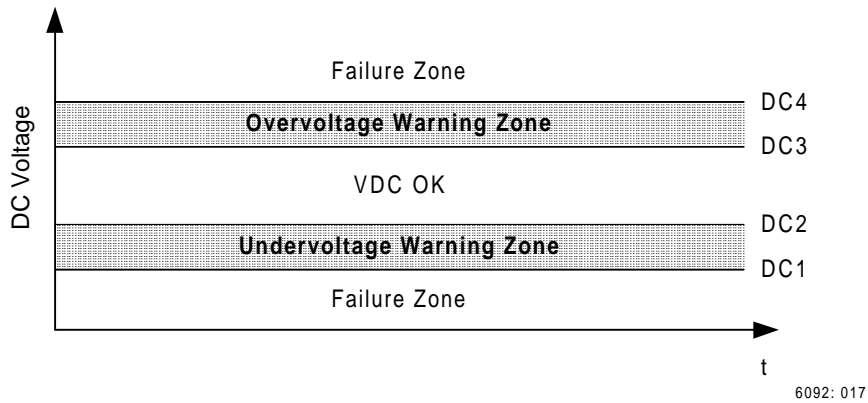 Failure Zone
DC4
Overvoltage Warning Zone
DC3
DC Voltage
VDC OK
DC2
Undervoltage Warning Zone
DC1
Failure Zone
t
6092: 017